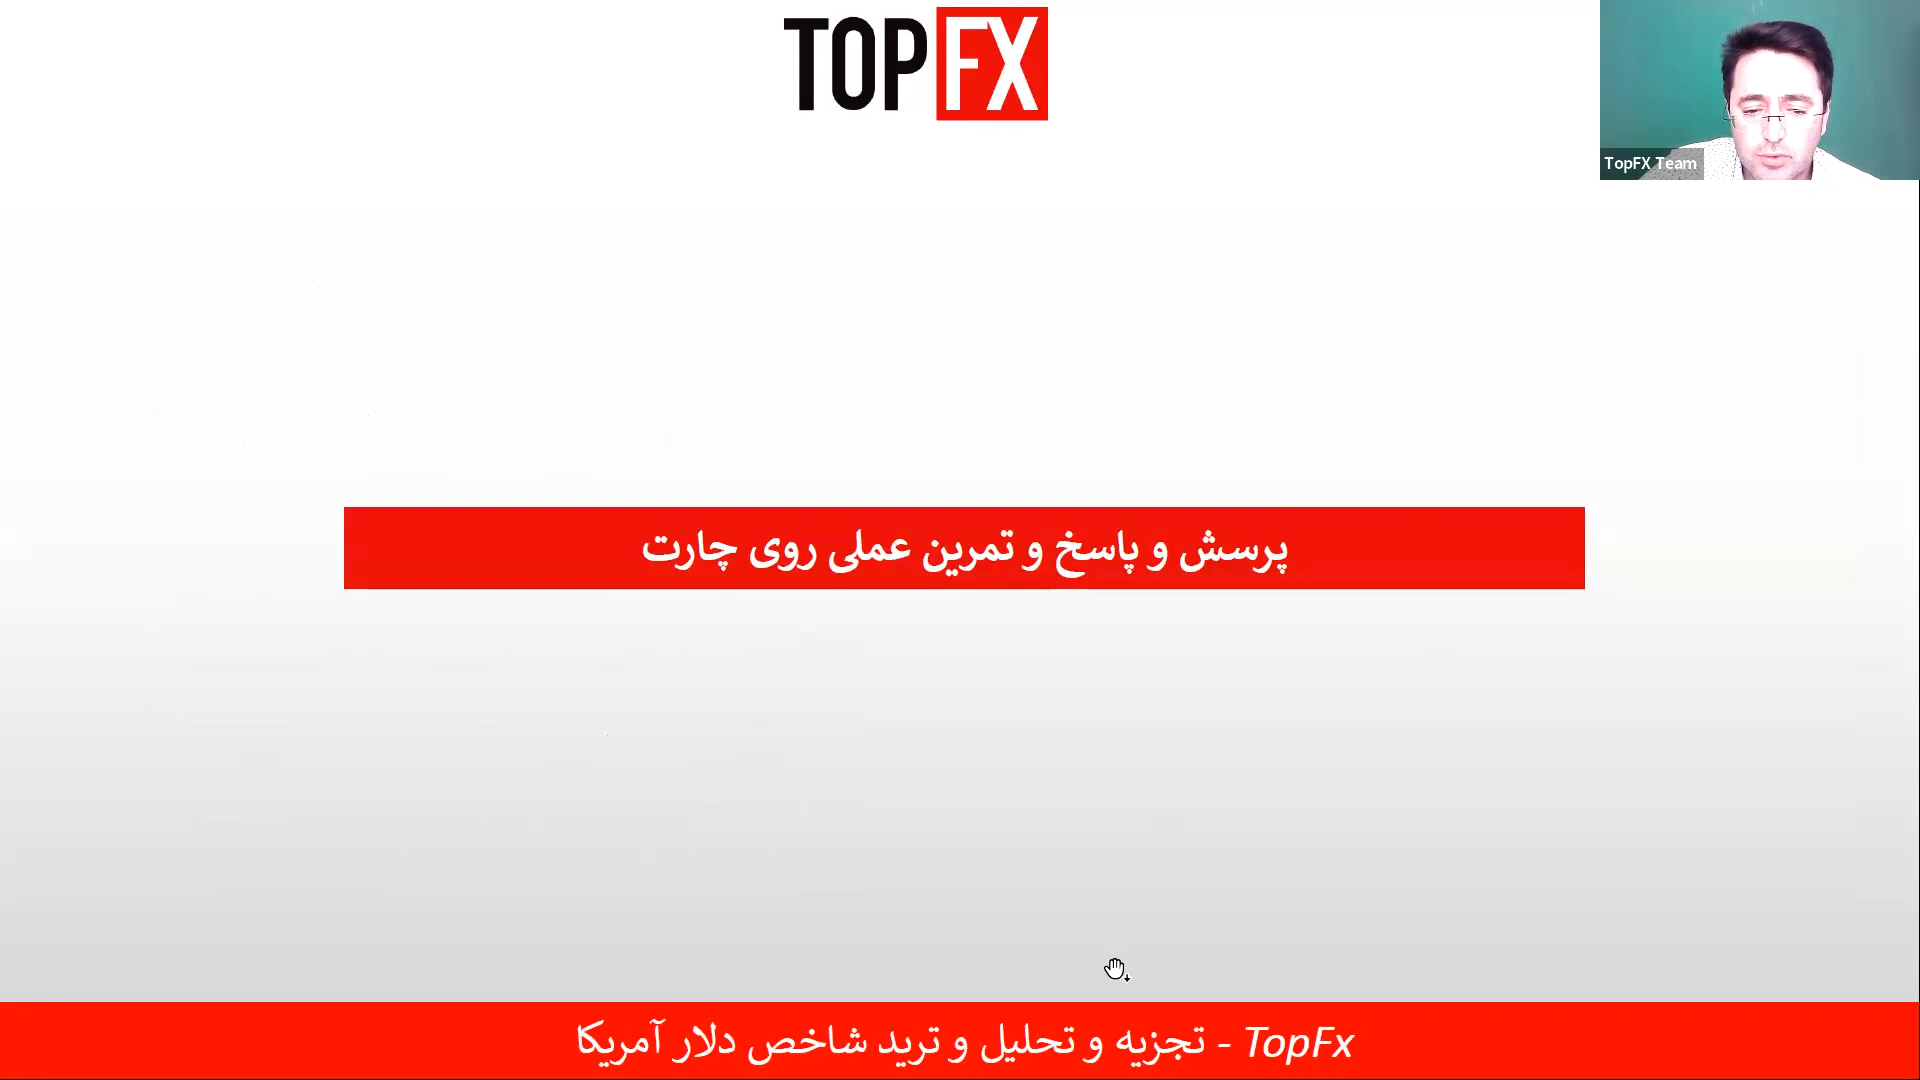 TOPFX
TopFX Team
پرسش و پاسخ و تمرین عملی روی چارت
TopFx - تجزیه و تحلیل و ترید شاخص دلار آمریکا